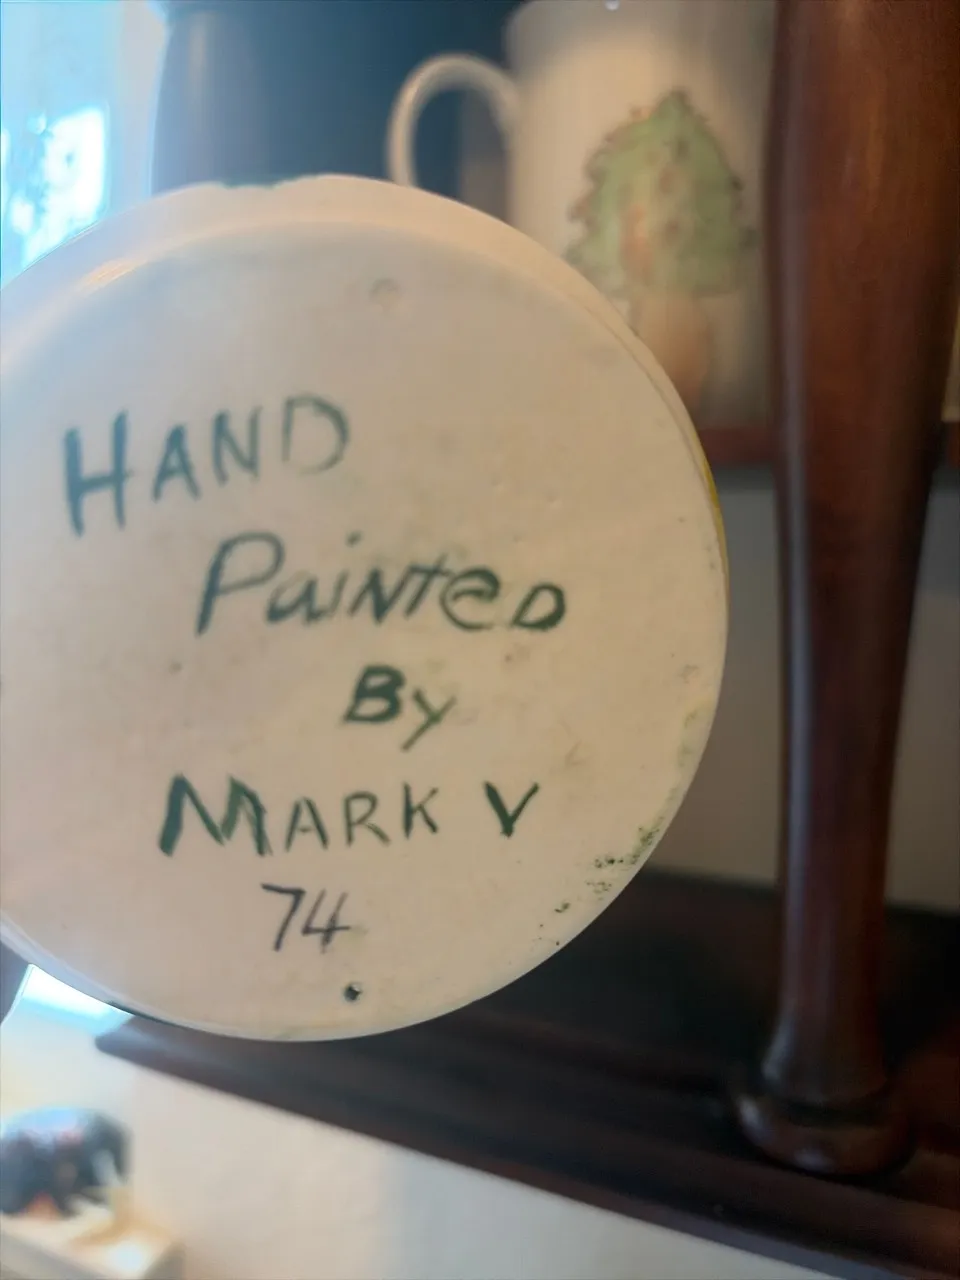 HAND
PaiNTeD
By
MARK V
74